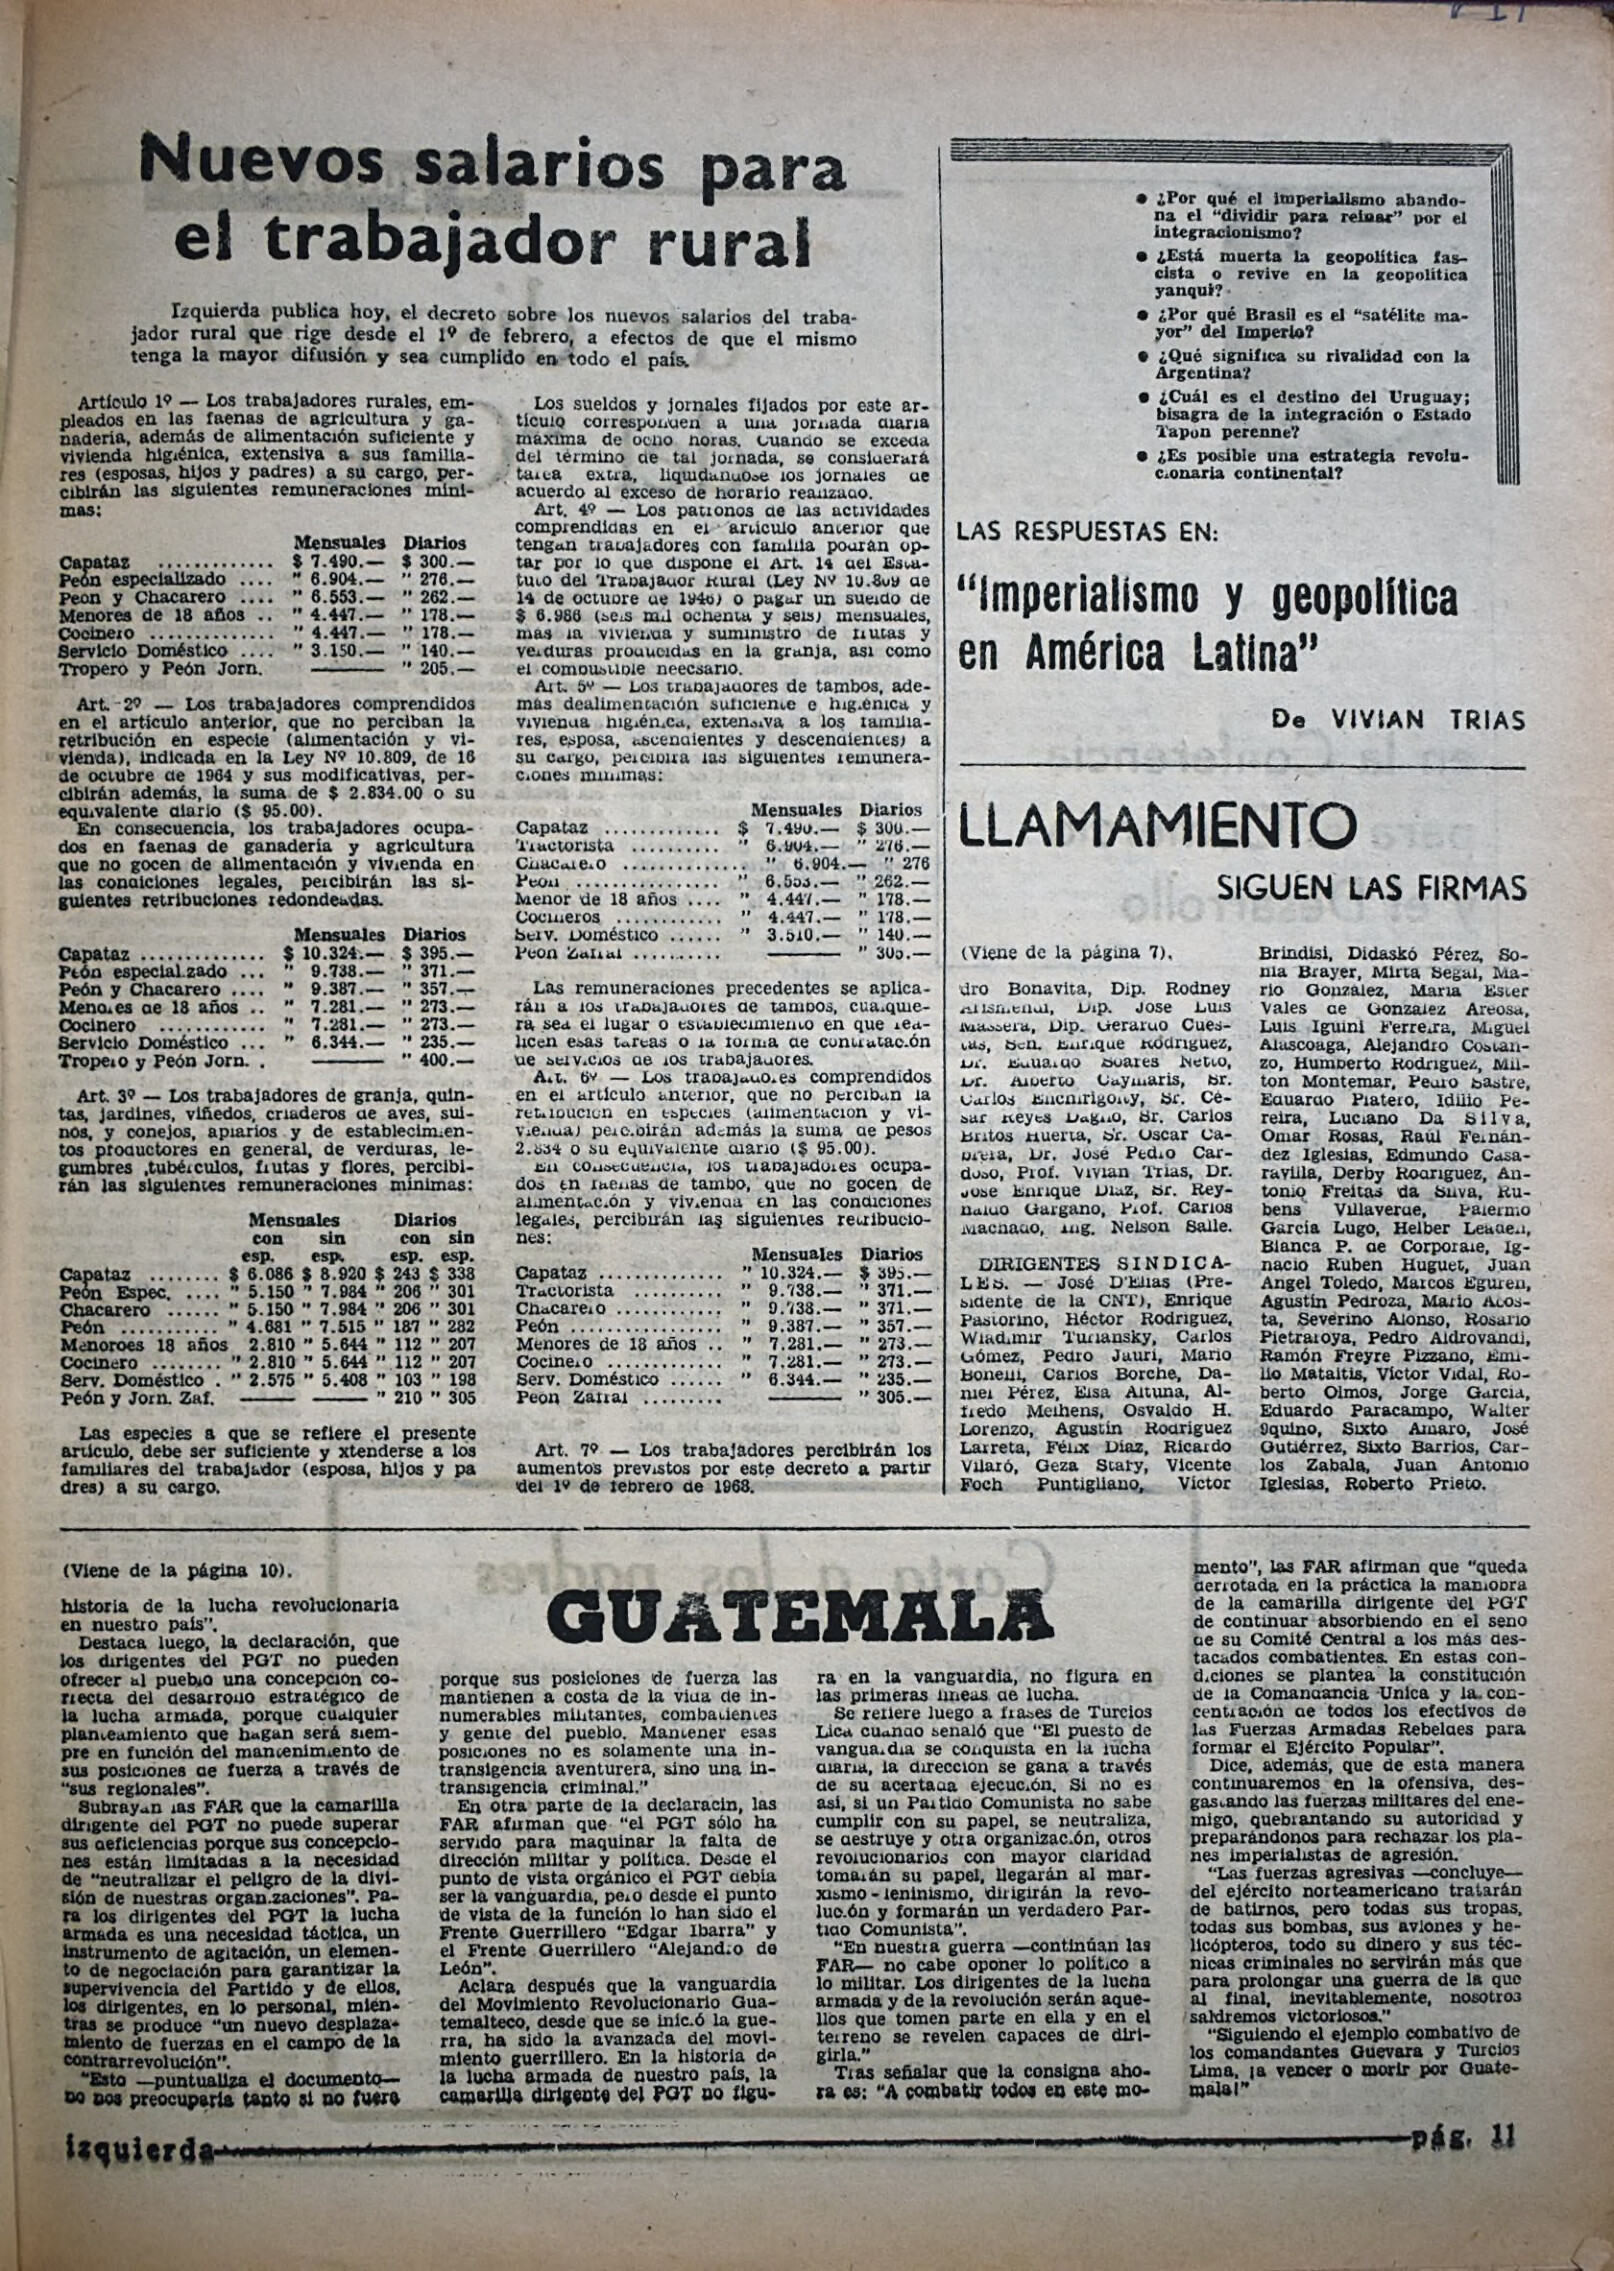 Nuevos salarios para
el trabajador rural
Izquierda publica hoy, el decreto sobre los nuevos salarios del traba-
jador rural que rige desde el 1º de febrero, a efectos de que el mismo
tenga la mayor difusión y sea cumplido en todo el país.
Artículo 1º — Los trabajadores rurales, em-
pleados en las faenas de agricultura y ga-
nadería, además de alimentación suficiente y
vivienda higiénica, extensiva a sus familia-
res (esposas, hijos y padres) a su cargo, per-
cibirán las siguientes remuneraciones míni-
mas:
Mensuales Diarios
Capataz ............. $ 7.490.— $ 300.—
Peón especializado .... " 6.904.— " 276.—
Peon y Chacarero .... " 6.553.— " 262.—
Menores de 18 años .. " 4.447.— " 178.—
Cocinero .............. " 4.447.— " 178.—
Servicio Doméstico .... " 3.150.— " 140.—
Tropero y Peón Jorn. ——— " 205.—
Art. 2º — Los trabajadores comprendidos
en el artículo anterior, que no perciban la
retribución en especie (alimentación y vi-
vienda), indicada en la Ley Nº 10.809, de 16
de octubre de 1964 y sus modificativas, per-
cibirán además, la suma de $ 2.834.00 o su
equivalente diario ($ 95.00).
En consecuencia, los trabajadores ocupa-
dos en faenas de ganadería y agricultura
que no gocen de alimentación y vivienda en
las condiciones legales, percibirán las si-
guientes retribuciones redondeadas.
Mensuales Diarios
Capataz .............. $ 10.324.— $ 395.—
Peón especializado ... " 9.738.— " 371.—
Peón y Chacarero .... " 9.387.— " 357.—
Menores de 18 años .. " 7.281.— " 273.—
Cocinero ............ " 7.281.— " 273.—
Servicio Doméstico ... " 6.344.— " 235.—
Tropero y Peón Jorn. . ——— " 400.—
Art. 3º — Los trabajadores de granja, quin-
tas, jardines, viñedos, criaderos de aves, sui-
nos, y conejos, apiarios y de establecimien-
tos productores en general, de verduras, le-
gumbres ,tubérculos, frutas y flores, percibi-
rán las siguientes remuneraciones mínimas:
Mensuales Diarios
con sin con sin
esp. esp. esp. esp.
Capataz ........ $ 6.086 $ 8.920 $ 243 $ 338
Peón Espec. .... " 5.150 " 7.984 " 206 " 301
Chacarero ...... " 5.150 " 7.984 " 206 " 301
Peón ........... " 4.681 " 7.515 " 187 " 282
Menoroes 18 años 2.810 " 5.644 " 112 " 207
Cocinero ........ " 2.810 " 5.644 " 112 " 207
Serv. Doméstico . " 2.575 " 5.408 " 103 " 198
Peón y Jorn. Zaf. —— —— " 210 " 305
Las especies a que se refiere el presente
artículo, debe ser suficiente y xtenderse a los
familiares del trabajador (esposa, hijos y pa
dres) a su cargo.
Los sueldos y jornales fijados por este ar-
tículo corresponden a una jornada diaria
máxima de ocho horas. Cuando se exceda
del término de tal jornada, se considerará
tarea extra, liquidándose los jornales de
acuerdo al exceso de horario realizado.
Art. 4º — Los patronos de las actividades
comprendidas en el artículo anterior que
tengan trabajadores con familia podrán op-
tar por lo que dispone el Art. 14 del Esta-
tuto del Trabajador Rural (Ley Nº 10.809 de
14 de octubre de 1946) o pagar un sueldo de
$ 6.986 (seis mil ochenta y seis) mensuales,
mas la vivienda y suministro de frutas y
verduras producidas en la granja, así como
el combustible neecsario.
Art. 5º — Los trabajadores de tambos, ade-
más dealimentación suficiente e higiénica y
vivienda higiénica, extensiva a los familia-
res, esposa, ascendientes y descendientes) a
su cargo, percibirá las siguientes remunera-
ciones mínimas:
Mensuales Diarios
Capataz ............. $ 7.490.— $ 300.—
Tractorista .......... " 6.904.— " 276.—
Chacarero ............. " 6.904.— " 276
Peón ................ " 6.553.— " 262.—
Menor de 18 años .... " 4.447.— " 178.—
Cocineros ............ " 4.447.— " 178.—
Serv. Doméstico ...... " 3.510.— " 140.—
Peon Zafral .......... ——— " 305.—
Las remuneraciones precedentes se aplica-
rán a los trabajadores de tambos, cualquie-
ra sea el lugar o establecimiento en que rea-
licen esas tareas o la forma de contratación
de servicios de los trabajadores.
Art. 6º — Los trabajadores comprendidos
en el artículo anterior, que no perciban la
retribución en especies (alimentación y vi-
vienda) percibirán además la suma de pesos
2.834 o su equivalente diario ($ 95.00).
En consecuencia, los trabajadores ocupa-
dos en faenas de tambo, que no gocen de
alimentación y vivienda en las condiciones
legales, percibirán las siguientes retribucio-
nes:
Mensuales Diarios
Capataz .............. " 10.324.— $ 395.—
Tractorista .......... " 9.738.— " 371.—
Chacarero ............ " 9.738.— " 371.—
Peón ................. " 9.387.— " 357.—
Menores de 18 años .. " 7.281.— " 273.—
Cocinero ............. " 7.281.— " 273.—
Serv. Doméstico ...... " 6.344.— " 235.—
Peon Zafral ......... ——— " 305.—
Art. 7º — Los trabajadores percibirán los
aumentos previstos por este decreto a partir
del 1º de febrero de 1968.
● ¿Por qué el imperialismo abando-
na el "dividir para reinar" por el
integracionismo?
● ¿Está muerta la geopolítica fas-
cista o revive en la geopolítica
yanqui?
● ¿Por qué Brasil es el "satélite ma-
yor" del Imperio?
● ¿Qué significa su rivalidad con la
Argentina?
● ¿Cuál es el destino del Uruguay;
bisagra de la integración o Estado
Tapon perenne?
● ¿Es posible una estrategia revolu-
cionaria continental?
LAS RESPUESTAS EN:
"Imperialismo y geopolítica
en América Latina"
De VIVIAN TRIAS
LLAMAMIENTO
SIGUEN LAS FIRMAS
(Viene de la página 7).
dro Bonavita, Dip. Rodney
Arismendi, Dip. Jose Luis
Massera, Dip. Gerardo Cues-
tas, Sen. Enrique Rodríguez,
Dr. Eduardo Soares Netto,
Dr. Alberto Caymaris, Sr.
Carlos Sr. Cé-
sar Reyes Dagño, Sr. Carlos
Britos Huerta, Sr. Oscar Ca-
brera, Dr. José Pedro Car-
doso, Prof. Vivian Trias, Dr.
Jose Enrique Diaz, Sr. Rey-
naldo Gargano, Prof. Carlos
Machado, Ing. Nelson Salle.
DIRIGENTES SINDICA-
LES. — José D'Elias (Pre-
sidente de la CNT), Enrique
Pastorino, Héctor Rodríguez,
Wladimir Turiansky, Carlos
Gómez, Pedro Jauri, Mario
Bonelli, Carlos Borche, Da-
niel Pérez, Elsa Altuna, Al-
fredo Methens, Osvaldo H.
Lorenzo, Agustín Rodríguez
Larreta, Félix Díaz, Ricardo
Vilaró, Geza Stary, Vicente
Foch Puntigliano, Víctor
Brindisi, Didaskó Pérez, So-
nia Brayer, Mirta Segal, Ma-
rio González, María Ester
Vales de González Areosa,
Luis Iguini Ferreira, Miguel
Alascoaga, Alejandro Costan-
zo, Humberto Rodríguez, Mil-
ton Montemar, Pedro Sastre,
Eduardo Platero, Idilio Pe-
reira, Luciano Da Silva,
Omar Rosas, Raúl Fernán-
dez Iglesias, Edmundo Casa-
ravilla, Derby Rodríguez, An-
tonio Freitas da Silva, Ru-
bens Villaverde, Palermo
García Lugo, Helber
Blanca P. de Corporale, Ig-
nacio Ruben Huguet, Juan
Angel Toledo, Marcos Eguren,
Agustín Pedroza, Mario Acos-
ta, Severino Alonso, Rosario
Pietraroya, Pedro Aldrovandi,
Ramón Freyre Pizzano, Emi-
lio Mataitis, Víctor Vidal, Ro-
berto Olmos, Jorge García,
Eduardo Paracampo, Walter
9quino, Sixto Amaro, José
Gutiérrez, Sixto Barrios, Car-
los Zabala, Juan Antonio
Iglesias, Roberto Prieto.
GUATEMALA
(Viene de la página 10).
historia de la lucha revolucionaria
en nuestro país".
Destaca luego, la declaración, que
los dirigentes del PGT no pueden
ofrecer al pueblo una concepción co-
rrecta del desarrollo estratégico de
la lucha armada, porque cualquier
planteamiento que hagan será siem-
pre en función del mantenimiento de
sus posiciones de fuerza a través de
"sus regionales".
Subrayan las FAR que la camarilla
dirigente del PGT no puede superar
sus deficiencias porque sus concepcio-
nes están limitadas a la necesidad
de "neutralizar el peligro de la divi-
sión de nuestras organizaciones". Pa-
ra los dirigentes del PGT la lucha
armada es una necesidad táctica, un
instrumento de agitación, un elemen-
to de negociación para garantizar la
supervivencia del Partido y de ellos,
los dirigentes, en lo personal, mien-
tras se produce "un nuevo desplaza-
miento de fuerzas en el campo de la
contrarrevolución".
"Esto —puntualiza el documento—
no nos preocuparía tanto si no fuera
porque sus posiciones de fuerza las
mantienen a costa de la vida de in-
numerables militantes, combatientes
y gente del pueblo. Mantener esas
posiciones no es solamente una in-
transigencia aventurera, sino una in-
transigencia criminal."
En otra parte de la declaracin, las
FAR afirman que "el PGT sólo ha
servido para maquinar la falta de
dirección militar y política. Desde el
punto de vista orgánico el PGT debía
ser la vanguardia, pero desde el punto
de vista de la función lo han sido el
Frente Guerrillero "Edgar Ibarra" y
el Frente Guerrillero "Alejandro de
León".
Aclara después que la vanguardia
del Movimiento Revolucionario Gua-
temalteco, desde que se inició la gue-
rra, ha sido la avanzada del movi-
miento guerrillero. En la historia de
la lucha armada de nuestro país, la
camarilla dirigente del PGT no figu-
ra en la vanguardia, no figura en
las primeras líneas de lucha.
Se refiere luego a frases de Turcios
Lica cuando señaló que "El puesto de
vanguardia se conquista en la lucha
diaria, la dirección se gana a través
de su acertada ejecución. Si no es
así, si un Partido Comunista no sabe
cumplir con su papel, se neutraliza,
se destruye y otra organización, otros
revolucionarios con mayor claridad
tomarán su papel, llegarán al mar-
xismo - leninismo, dirigirán la revo-
lución y formarán un verdadero Par-
tido Comunista".
"En nuestra guerra —continúan las
FAR— no cabe oponer lo político a
lo militar. Los dirigentes de la lucha
armada y de la revolución serán aque-
llos que tomen parte en ella y en el
terreno se revelen capaces de diri-
girla."
Tras señalar que la consigna aho-
ra es: "A combatir todos en este mo-
mento", las FAR afirman que "queda
derrotada en la práctica la maniobra
de la camarilla dirigente del PGT
de continuar absorbiendo en el seno
de su Comité Central a los más des-
tacados combatientes. En estas con-
diciones se plantea la constitución
de la Comandancia Unica y la con-
centración de todos los efectivos de
las Fuerzas Armadas Rebeldes para
formar el Ejército Popular".
Dice, además, que de esta manera
continuaremos en la ofensiva, des-
gastando las fuerzas militares del ene-
migo, quebrantando su autoridad y
preparándonos para rechazar los pla-
nes imperialistas de agresión.
"Las fuerzas agresivas —concluye—
del ejército norteamericano tratarán
de batirnos, pero todas sus tropas,
todas sus bombas, sus aviones y he-
licópteros, todo su dinero y sus téc-
nicas criminales no servirán más que
para prolongar una guerra de la que
al final, inevitablemente, nosotros
saldremos victoriosos."
"Siguiendo el ejemplo combativo de
los comandantes Guevara y Turcios
Lima, ¡a vencer o morir por Guate-
mala!"
izquierda pág. 11